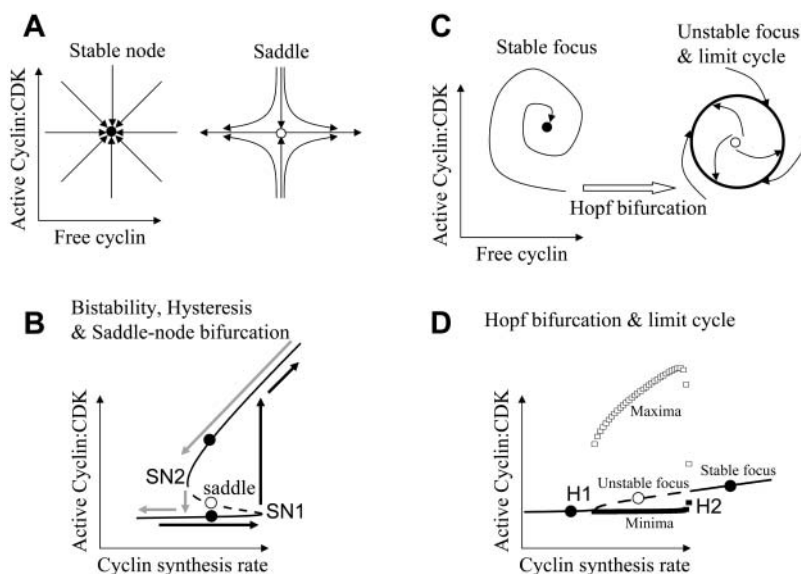 A
Stable node
Saddle
Active Cyclin:CDK
Free cyclin
C
Stable focus
Unstable focus
& limit cycle
Active Cyclin:CDK
Hopf bifurcation
Free cyclin
B
Bistability, Hysteresis
& Saddle-node bifurcation
Active Cyclin:CDK
SN2
saddle
SN1
Cyclin synthesis rate
D
Hopf bifurcation & limit cycle
Active Cyclin:CDK
Maxima
Unstable focus
Stable focus
H1
H2
Minima
Cyclin synthesis rate